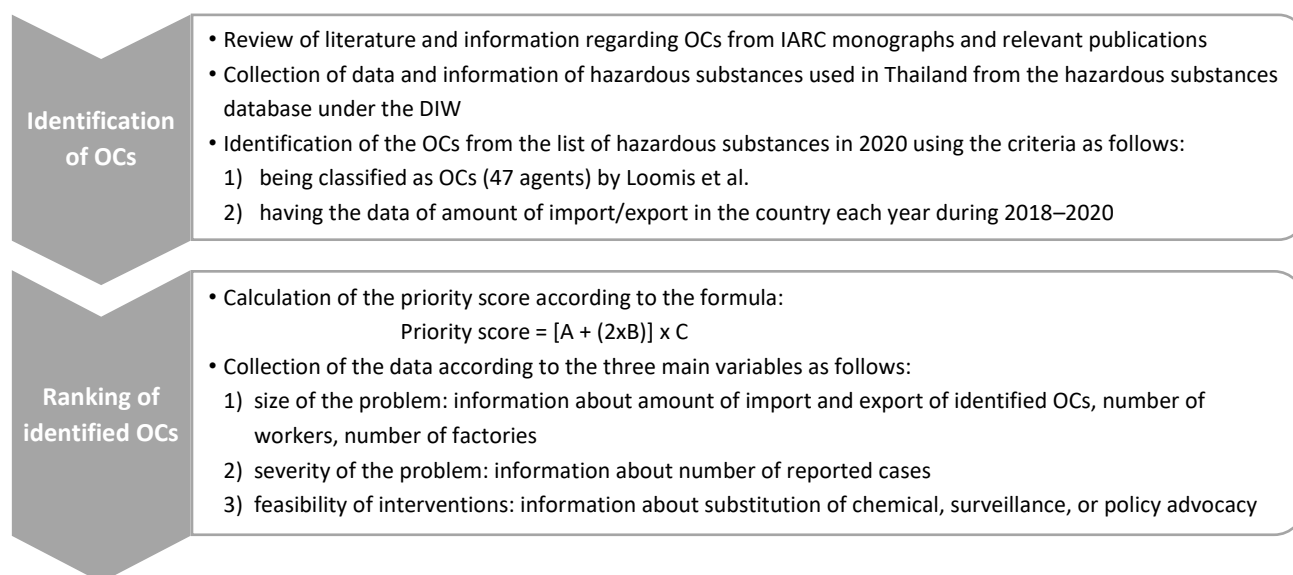 Identification
of OCs
• Review of literature and information regarding OCs from IARC monographs and relevant publications
• Collection of data and information of hazardous substances used in Thailand from the hazardous substances
database under the DIW
• Identification of the OCs from the list of hazardous substances in 2020 using the criteria as follows:
1) being classified as OCs (47 agents) by Loomis et al.
2) having the data of amount of import/export in the country each year during 2018–2020
Ranking of
identified OCs
• Calculation of the priority score according to the formula:
Priority score = [A + (2xB)] x C
• Collection of the data according to the three main variables as follows:
1) size of the problem: information about amount of import and export of identified OCs, number of
workers, number of factories
2) severity of the problem: information about number of reported cases
3) feasibility of interventions: information about substitution of chemical, surveillance, or policy advocacy